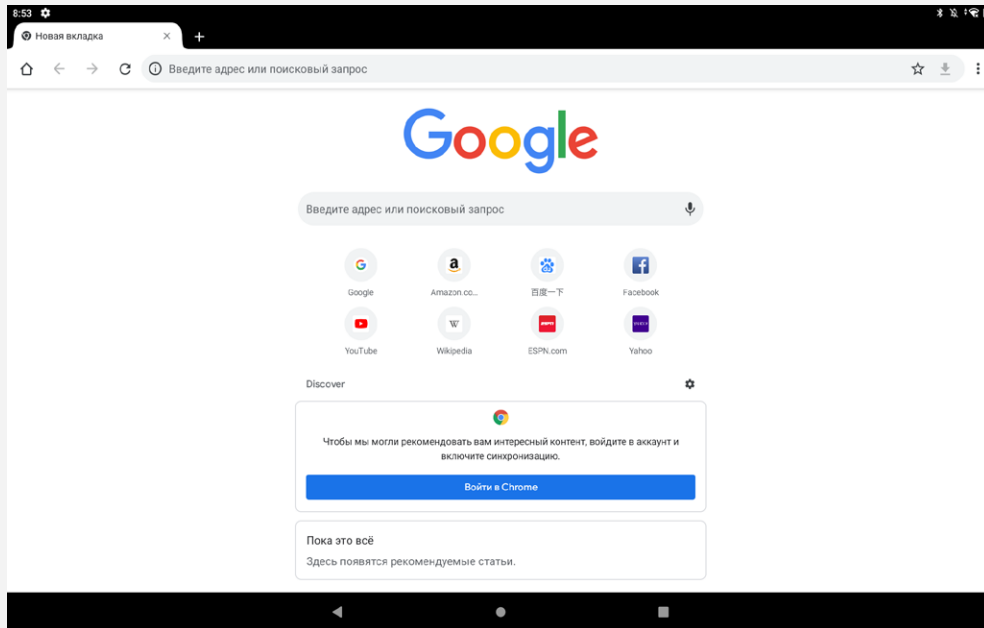 8:53
Новая вкладка
Введите адрес или поисковый запрос
Google
Введите адрес или поисковый запрос
Google
Amazon.co...
百度一下
Facebook
YouTube
Wikipedia
ESPN.com
Yahoo
Discover
Чтобы мы могли рекомендовать вам интересный контент, войдите в аккаунт и
включите синхронизацию.
Войти в Chrome
Пока это всё
Здесь появятся рекомендуемые статьи.